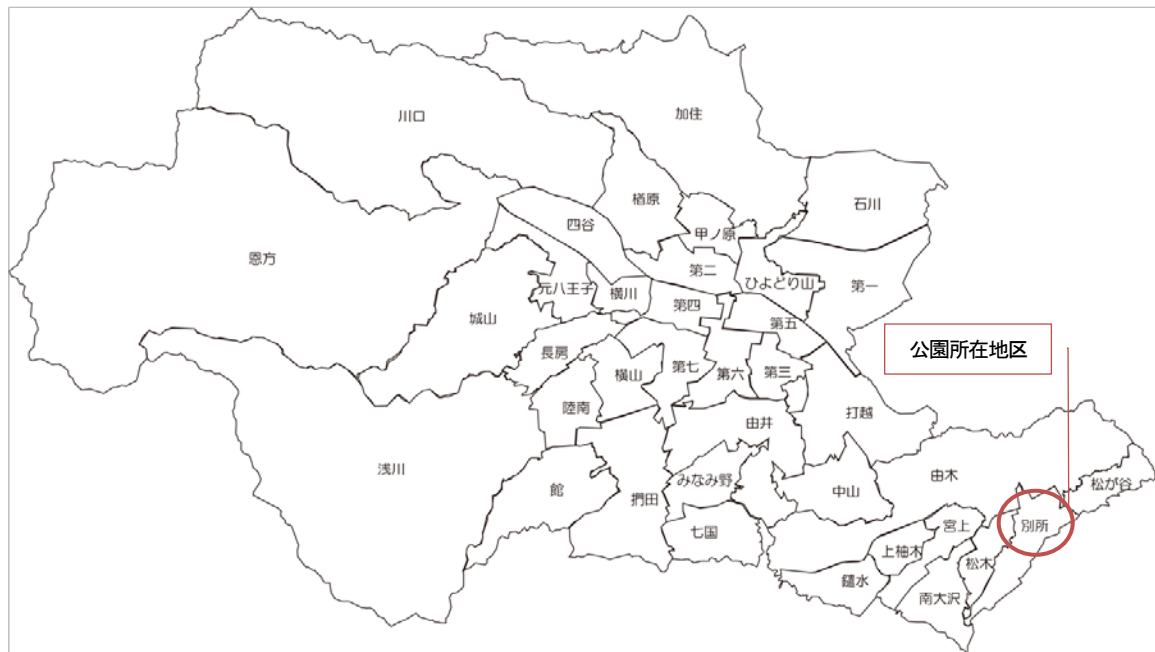 川口
加住
楢原
石川
四谷
甲ノ原
恩方
第二
ひよどり山
第一
元八王子
横川
第四
城山
第五
公園所在地区
長房
第七
第六
第三
横山
陸南
打越
由井
浅川
館
椚田
みなみ野
中山
由木
松が谷
七国
宮上
別所
上柚木
松木
鑓水
南大沢